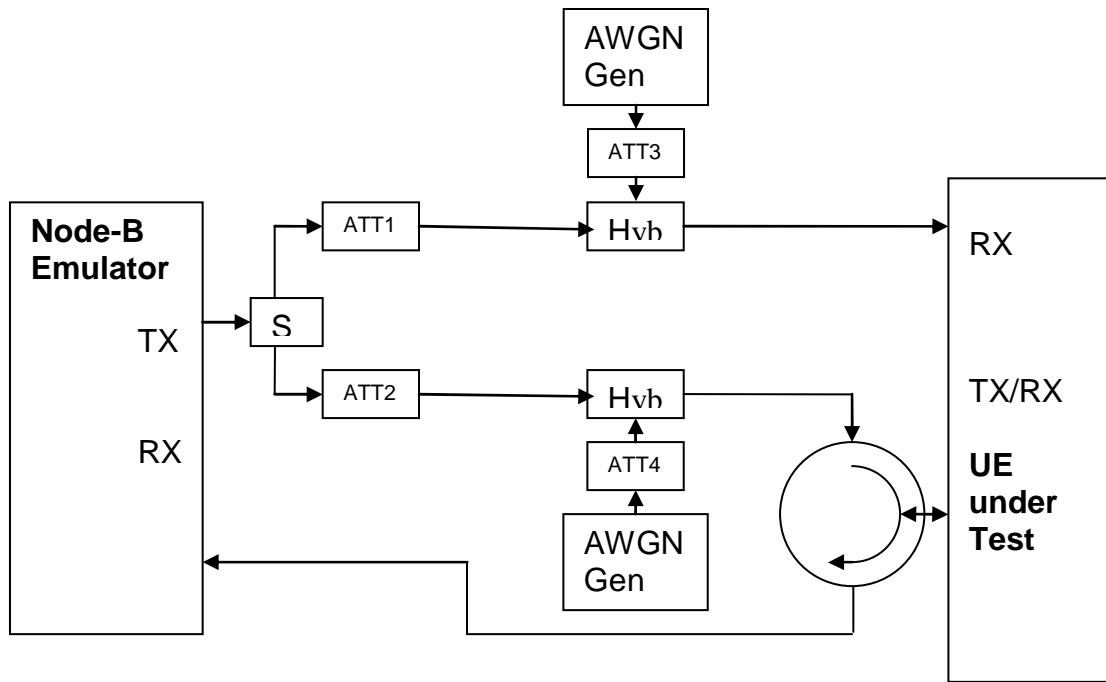 AWGN
Gen
ATT3
Node-B
Emulator
ATT1
Hyb
RX
S
TX
ATT2
Hyb
TX/RX
RX
ATT4
UE
under
Test
AWGN
Gen